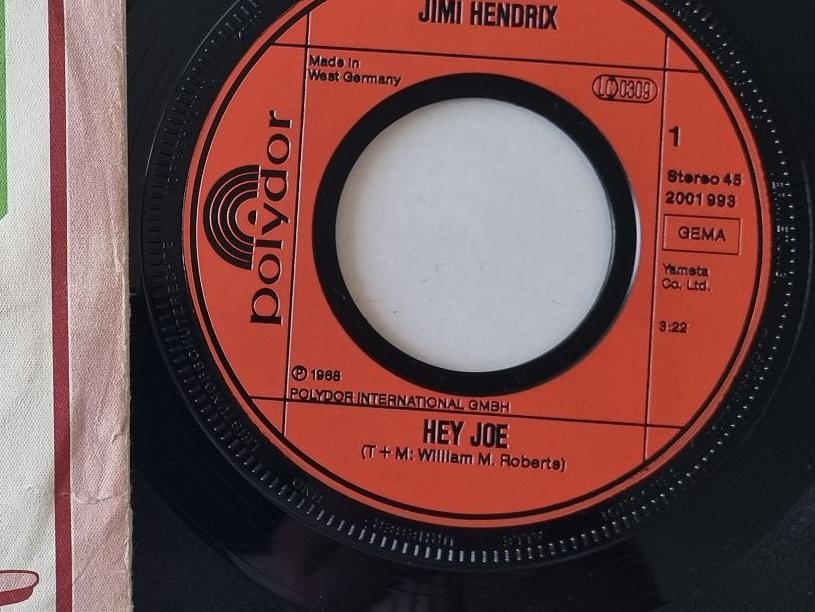 JIMI HENDRIX
Made in
West Germany
LC 0309
polydor
1
Stereo 45
2001 993
GEMA
Yameta
Co. Ltd.
3:22
℗ 1968
POLYDOR INTERNATIONAL GMBH
HEY JOE
(T + M: William M. Roberts)